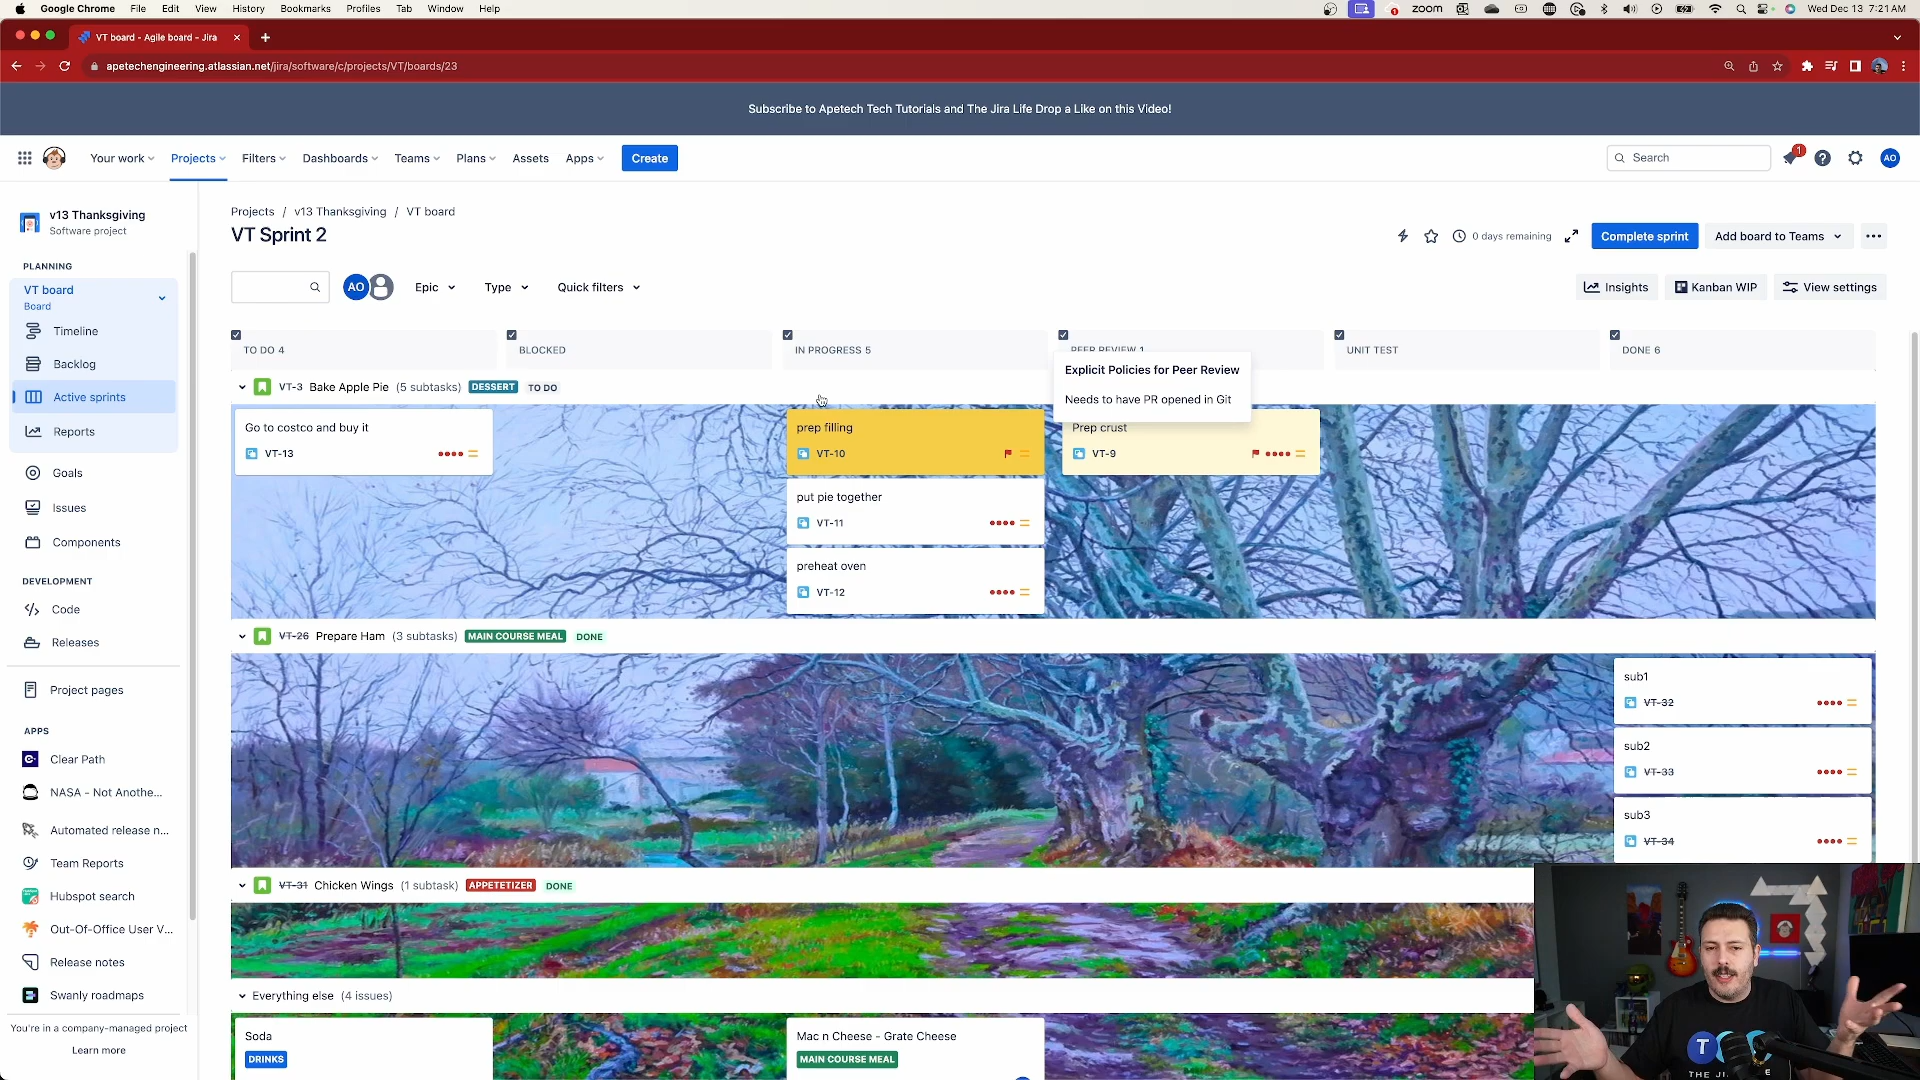 Google Chrome File Edit View History Bookmarks Profiles Tab Window Help
zoom
Wed Dec 13 7:21 AM
VT board - Agile board - Jira
apetechengineering.atlassian.net/jira/software/c/projects/VT/boards/23
Subscribe to Apetech Tech Tutorials and The Jira Life Drop a Like on this Video!
Your work Projects Filters Dashboards Teams Plans Assets Apps Create
Search
1
AO
v13 Thanksgiving
Software project
PLANNING
VT board
Board
Timeline
Backlog
Active sprints
Reports
Goals
Issues
Components
DEVELOPMENT
Code
Releases
Project pages
APPS
Clear Path
NASA - Not Anothe...
Automated release n...
Team Reports
Hubspot search
Out-Of-Office User V...
Release notes
Swanly roadmaps
You're in a company-managed project
Learn more
Projects / v13 Thanksgiving / VT board
VT Sprint 2
0 days remaining
Complete sprint
Add board to Teams
AO
Epic
Type
Quick filters
Insights
Kanban WIP
View settings
TO DO 4
BLOCKED
IN PROGRESS 5
PEER REVIEW 1
UNIT TEST
DONE 6
Explicit Policies for Peer Review
Needs to have PR opened in Git
VT-3 Bake Apple Pie (5 subtasks) DESSERT TO DO
Go to costco and buy it
VT-13
prep filling
VT-10
Prep crust
VT-9
put pie together
VT-11
preheat oven
VT-12
VT-26 Prepare Ham (3 subtasks) MAIN COURSE MEAL DONE
sub1
VT-32
sub2
VT-33
sub3
VT-34
VT-31 Chicken Wings (1 subtask) APPETETIZER DONE
Everything else (4 issues)
Soda
DRINKS
Mac n Cheese - Grate Cheese
MAIN COURSE MEAL
T